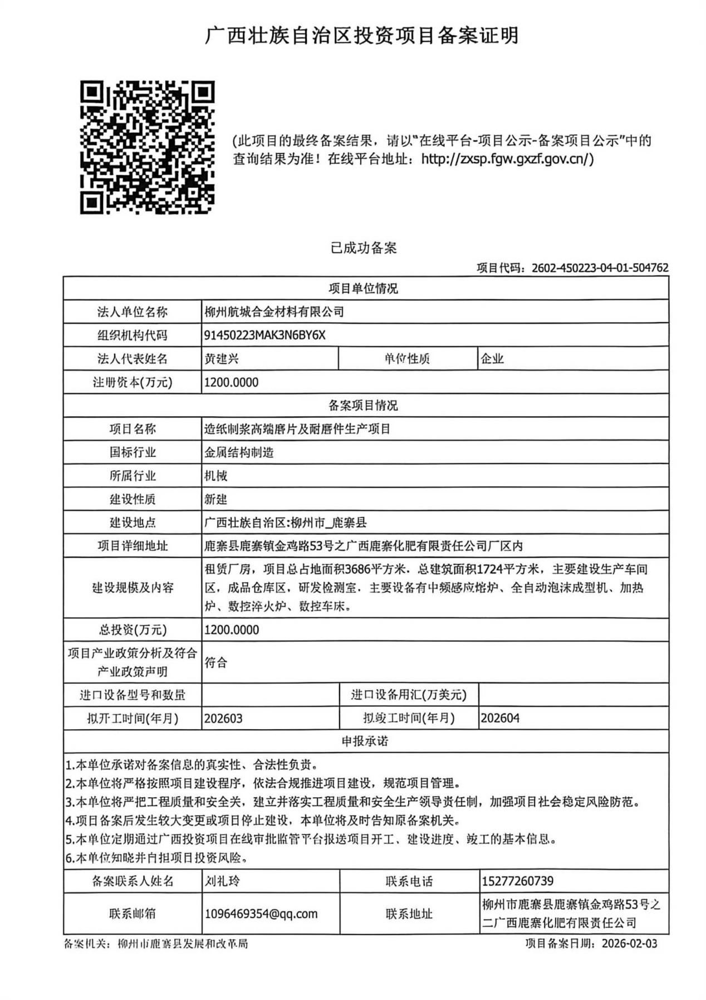 广西壮族自治区投资项目备案证明
(此项目的最终备案结果，请以“在线平台-项目公示-备案项目公示”中的
查询结果为准！在线平台地址：http://zxsp.fgw.gxzf.gov.cn/)
已成功备案
项目代码：2602-450223-04-01-504762
项目单位情况
法人单位名称 柳州航城合金材料有限公司
组织机构代码 91450223MAK3N6BY6X
法人代表姓名 黄建兴 单位性质 企业
注册资本(万元) 1200.0000
备案项目情况
项目名称 造纸制浆高端磨片及耐磨件生产项目
国标行业 金属结构制造
所属行业 机械
建设性质 新建
建设地点 广西壮族自治区:柳州市_鹿寨县
项目详细地址 鹿寨县鹿寨镇金鸡路53号之广西鹿寨化肥有限责任公司厂区内
建设规模及内容
租赁厂房，项目总占地面积3686平方米．总建筑面积1724平方米，主要建设生产车间
区，成品仓库区，研发检测室．主要设备有中频感应熔炉、全自动泡沫成型机、加热
炉、数控淬火炉、数控车床。
总投资(万元) 1200.0000
项目产业政策分析及符合
产业政策声明 符合
进口设备型号和数量 进口设备用汇(万美元)
拟开工时间(年月) 202603 拟竣工时间(年月) 202604
申报承诺
1.本单位承诺对备案信息的真实性、合法性负责。
2.本单位将严格按照项目建设程序，依法合规推进项目建设，规范项目管理。
3.本单位将严把工程质量和安全关，建立并落实工程质量和安全生产领导责任制，加强项目社会稳定风险防范。
4.项目备案后发生较大变更或项目停止建设，本单位将及时告知原备案机关。
5.本单位定期通过广西投资项目在线审批监管平台报送项目开工、建设进度、竣工的基本信息。
6.本单位知晓并自担项目投资风险。
备案联系人姓名 刘礼玲 联系电话 15277260739
联系邮箱 1096469354@qq.com 联系地址
柳州市鹿寨县鹿寨镇金鸡路53号之
二广西鹿寨化肥有限责任公司
备案机关：柳州市鹿寨县发展和改革局 项目备案日期：2026-02-03